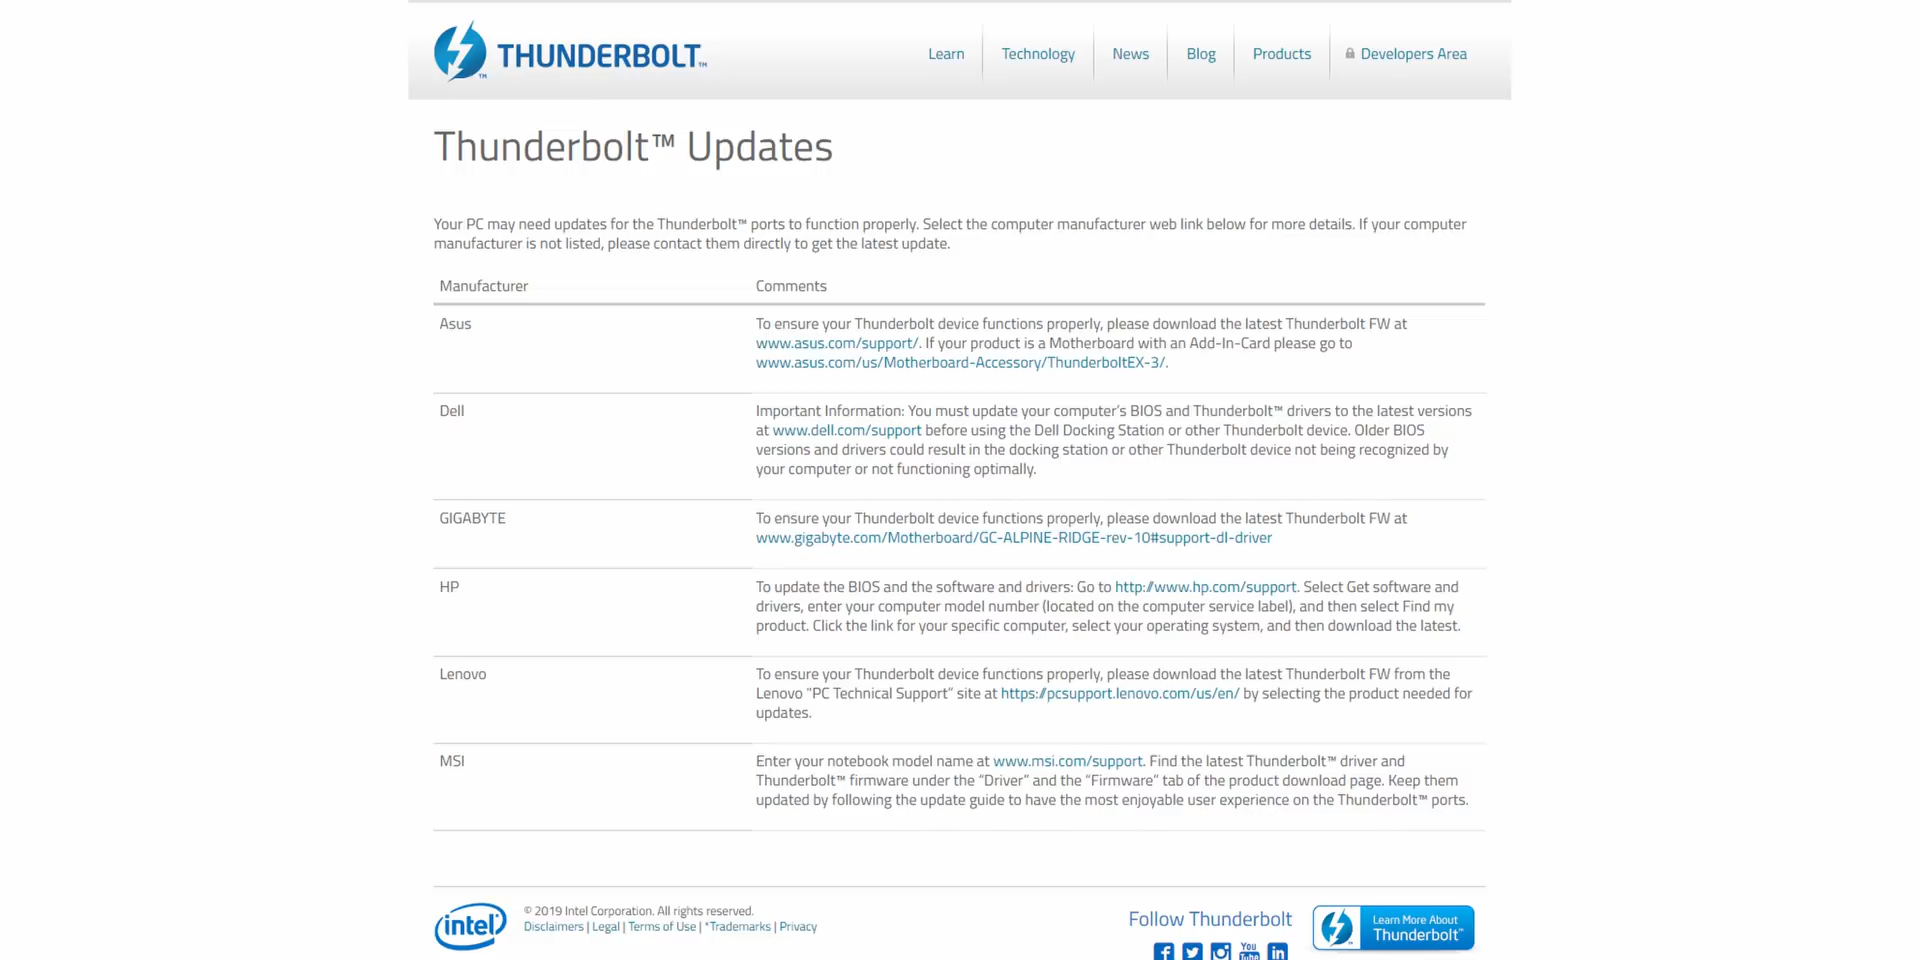 THUNDERBOLT™
Learn
Technology
News
Blog
Products
Developers Area
Thunderbolt™ Updates
Your PC may need updates for the Thunderbolt™ ports to function properly. Select the computer manufacturer web link below for more details. If your computer
manufacturer is not listed, please contact them directly to get the latest update.
Manufacturer
Comments
Asus
To ensure your Thunderbolt device functions properly, please download the latest Thunderbolt FW at
www.asus.com/support/. If your product is a Motherboard with an Add-In-Card please go to
www.asus.com/us/Motherboard-Accessory/ThunderboltEX-3/.
Dell
Important Information: You must update your computer's BIOS and Thunderbolt™ drivers to the latest versions
at www.dell.com/support before using the Dell Docking Station or other Thunderbolt device. Older BIOS
versions and drivers could result in the docking station or other Thunderbolt device not being recognized by
your computer or not functioning optimally.
GIGABYTE
To ensure your Thunderbolt device functions properly, please download the latest Thunderbolt FW at
www.gigabyte.com/Motherboard/GC-ALPINE-RIDGE-rev-10#support-dl-driver
HP
To update the BIOS and the software and drivers: Go to http://www.hp.com/support. Select Get software and
drivers, enter your computer model number (located on the computer service label), and then select Find my
product. Click the link for your specific computer, select your operating system, and then download the latest.
Lenovo
To ensure your Thunderbolt device functions properly, please download the latest Thunderbolt FW from the
Lenovo "PC Technical Support" site at https://pcsupport.lenovo.com/us/en/ by selecting the product needed for
updates.
MSI
Enter your notebook model name at www.msi.com/support. Find the latest Thunderbolt™ driver and
Thunderbolt™ firmware under the "Driver" and the "Firmware" tab of the product download page. Keep them
updated by following the update guide to have the most enjoyable user experience on the Thunderbolt™ ports.
intel
© 2019 Intel Corporation. All rights reserved.
Disclaimers | Legal | Terms of Use | *Trademarks | Privacy
Follow Thunderbolt
You
Tube
in
Learn More About
Thunderbolt™